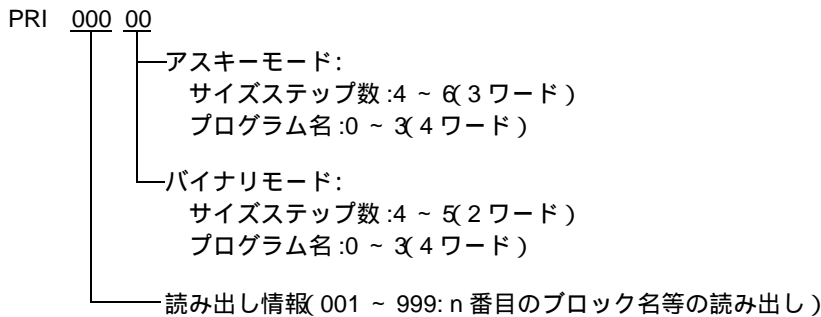 PRI 000 00
アスキーモード:
サイズステップ数:4 ~ 6(3ワード)
プログラム名:0 ~ 3(4ワード)
バイナリモード:
サイズステップ数:4 ~ 5(2ワード)
プログラム名:0 ~ 3(4ワード)
読み出し情報(001 ~ 999: n番目のブロック名等の読み出し)